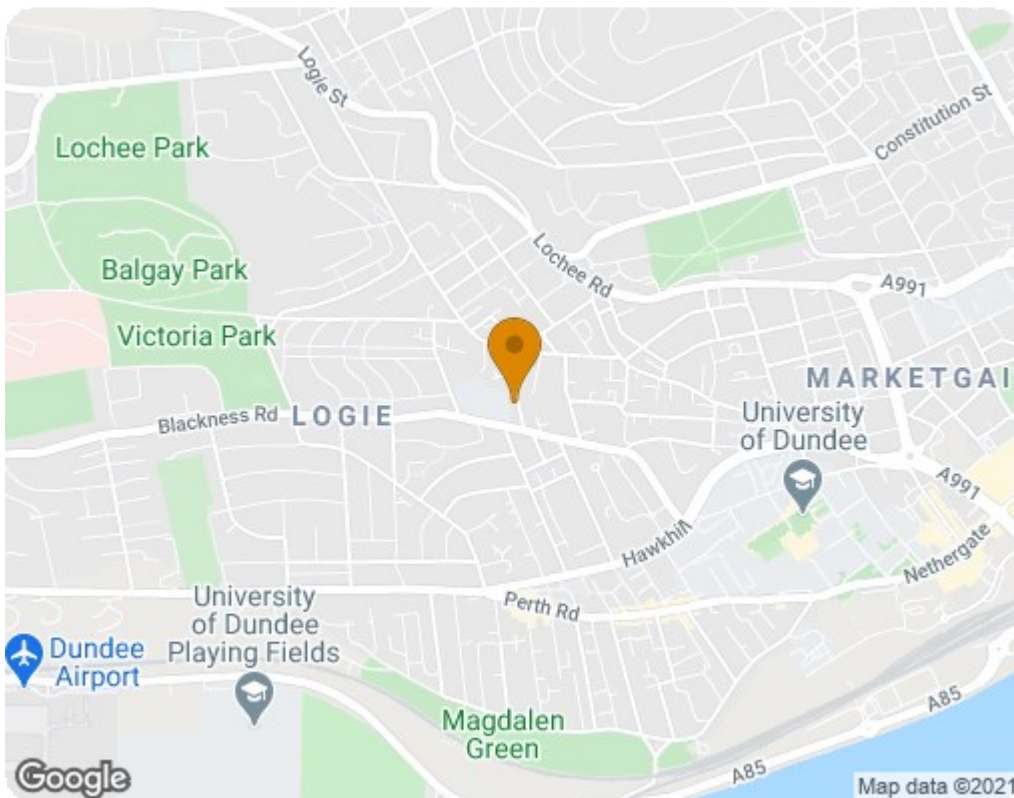 Logie St
Constitution St
Lochee Park
Lochee Rd
Balgay Park
A991
Victoria Park
MARKETGAI
Blackness Rd
LOGIE
University
of Dundee
A991
Hawkhill
Nethergate
University
of Dundee
Playing Fields
Perth Rd
Dundee
Airport
A85
Magdalen
Green
A85
Google
Map data ©2021